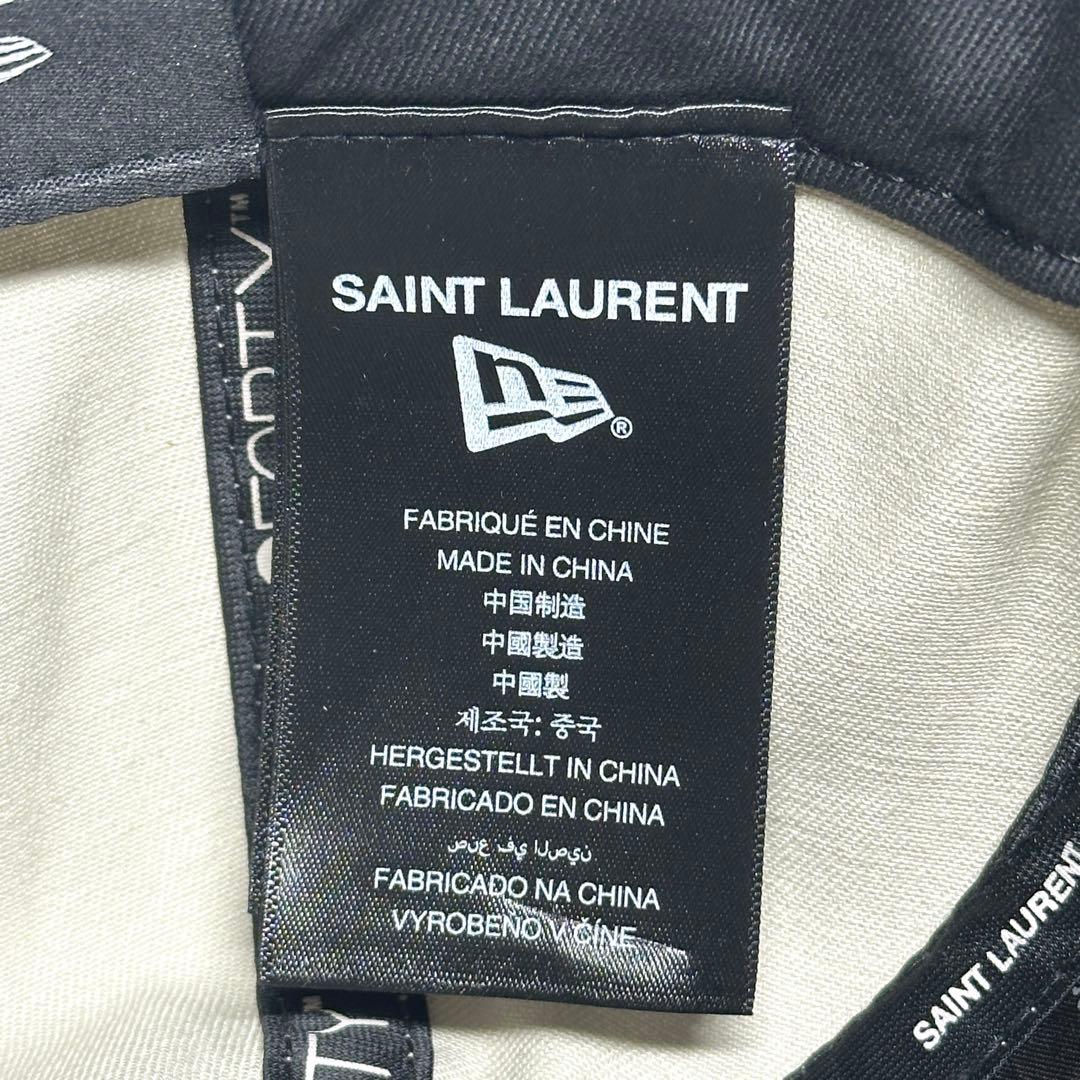 SAINT LAURENT
®
FABRIQUÉ EN CHINE
MADE IN CHINA
中国制造
中國製造
中國製
제조국: 중국
HERGESTELLT IN CHINA
FABRICADO EN CHINA
صنع في الصين
FABRICADO NA CHINA
VYROBENO V ČÍNE
SAINT LAURENT
TY™